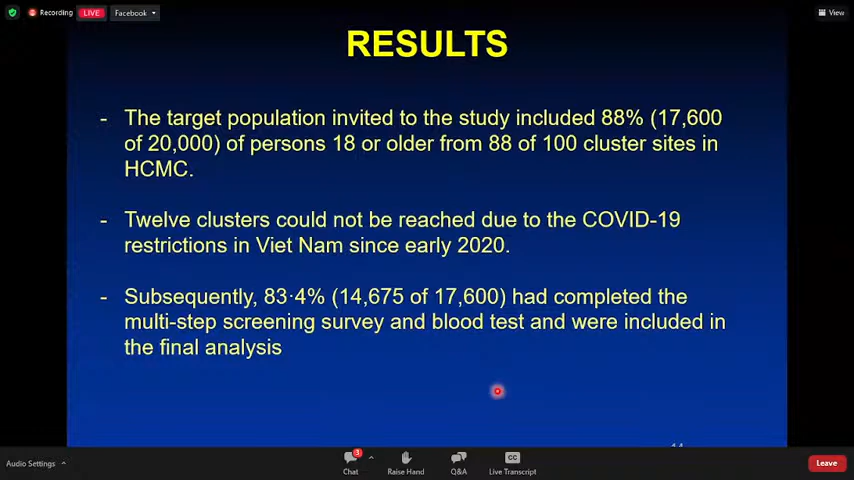 Recording LIVE Facebook View
RESULTS
- The target population invited to the study included 88% (17,600
of 20,000) of persons 18 or older from 88 of 100 cluster sites in
HCMC.
- Twelve clusters could not be reached due to the COVID-19
restrictions in Viet Nam since early 2020.
- Subsequently, 83·4% (14,675 of 17,600) had completed the
multi-step screening survey and blood test and were included in
the final analysis
3
Audio Settings Chat Raise Hand Q&A Live Transcript Leave
CC